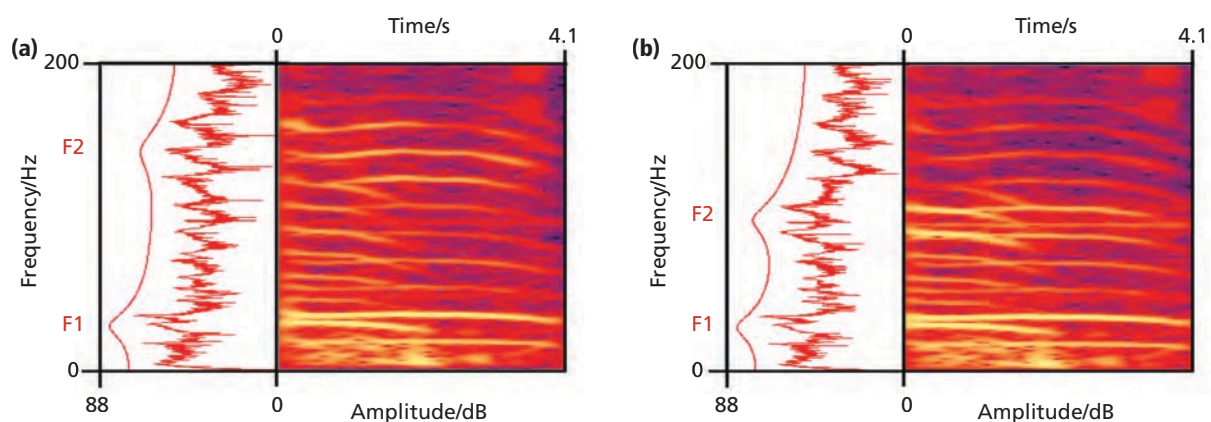 (a)
Time/s
0 4.1
200
F2
Frequency/Hz
F1
0
88 0 Amplitude/dB
(b)
Time/s
0 4.1
200
F2
Frequency/Hz
F1
0
88 0 Amplitude/dB